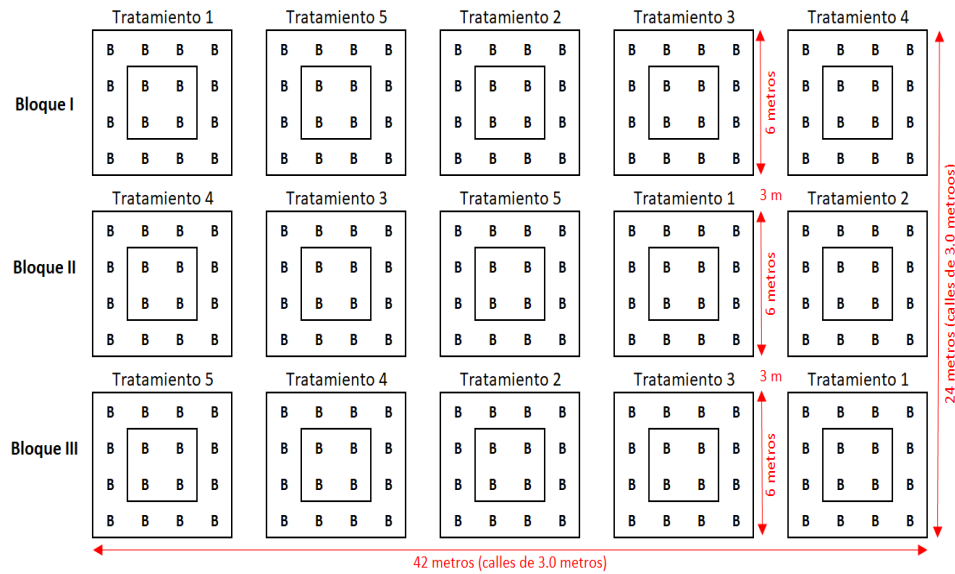 Tratamiento 1 Tratamiento 5 Tratamiento 2 Tratamiento 3 Tratamiento 4
B B B B B B B B B B B B B B B B B B B B
B B B B B B B B B B B B B B B B B B B B
Bloque I
B B B B B B B B B B B B B B B B B B B B
B B B B B B B B B B B B B B B B B B B B
6 metros
3 m
Tratamiento 4 Tratamiento 3 Tratamiento 5 Tratamiento 1 Tratamiento 2
B B B B B B B B B B B B B B B B B B B B
B B B B B B B B B B B B B B B B B B B B
Bloque II
B B B B B B B B B B B B B B B B B B B B
B B B B B B B B B B B B B B B B B B B B
6 metros
3 m
Tratamiento 5 Tratamiento 4 Tratamiento 2 Tratamiento 3 Tratamiento 1
B B B B B B B B B B B B B B B B B B B B
B B B B B B B B B B B B B B B B B B B B
Bloque III
B B B B B B B B B B B B B B B B B B B B
B B B B B B B B B B B B B B B B B B B B
6 metros
24 metros (calles de 3.0 metroos)
42 metros (calles de 3.0 metros)